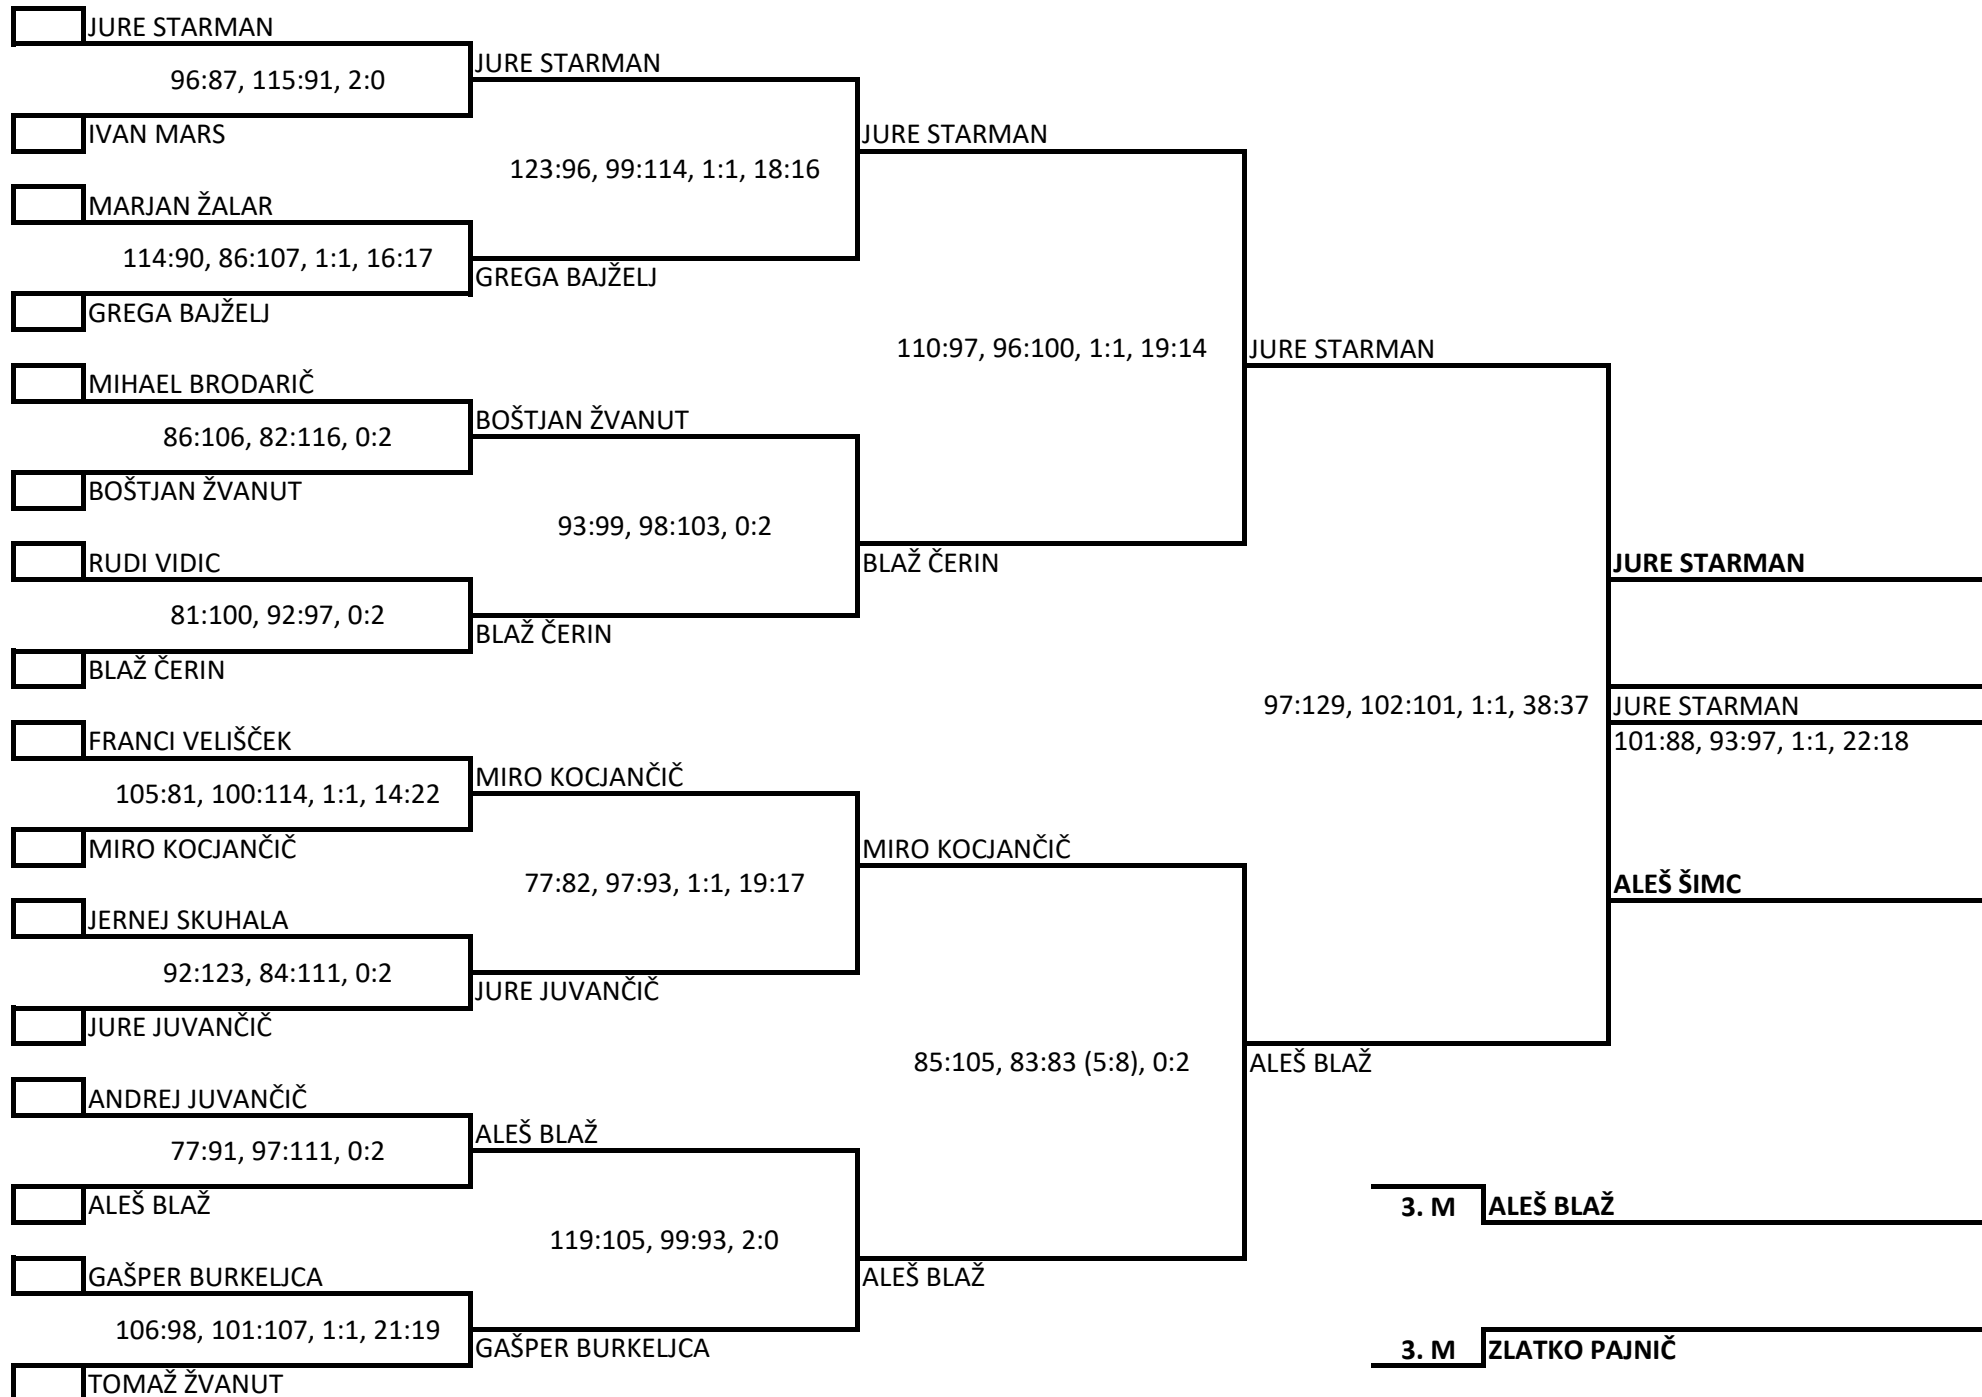 JURE STARMAN
96:87, 115:91, 2:0
IVAN MARS
MARJAN ŽALAR
114:90, 86:107, 1:1, 16:17
GREGA BAJŽELJ
MIHAEL BRODARIČ
86:106, 82:116, 0:2
BOŠTJAN ŽVANUT
RUDI VIDIC
81:100, 92:97, 0:2
BLAŽ ČERIN
FRANCI VELIŠČEK
105:81, 100:114, 1:1, 14:22
MIRO KOCJANČIČ
JERNEJ SKUHALA
92:123, 84:111, 0:2
JURE JUVANČIČ
ANDREJ JUVANČIČ
77:91, 97:111, 0:2
ALEŠ BLAŽ
GAŠPER BURKELJCA
106:98, 101:107, 1:1, 21:19
TOMAŽ ŽVANUT
JURE STARMAN
123:96, 99:114, 1:1, 18:16
GREGA BAJŽELJ
BOŠTJAN ŽVANUT
93:99, 98:103, 0:2
BLAŽ ČERIN
MIRO KOCJANČIČ
77:82, 97:93, 1:1, 19:17
JURE JUVANČIČ
ALEŠ BLAŽ
119:105, 99:93, 2:0
GAŠPER BURKELJCA
JURE STARMAN
110:97, 96:100, 1:1, 19:14
BLAŽ ČERIN
MIRO KOCJANČIČ
85:105, 83:83 (5:8), 0:2
ALEŠ BLAŽ
JURE STARMAN
97:129, 102:101, 1:1, 38:37
ALEŠ BLAŽ
JURE STARMAN
JURE STARMAN
101:88, 93:97, 1:1, 22:18
ALEŠ ŠIMC
3. M ALEŠ BLAŽ
3. M ZLATKO PAJNIČ